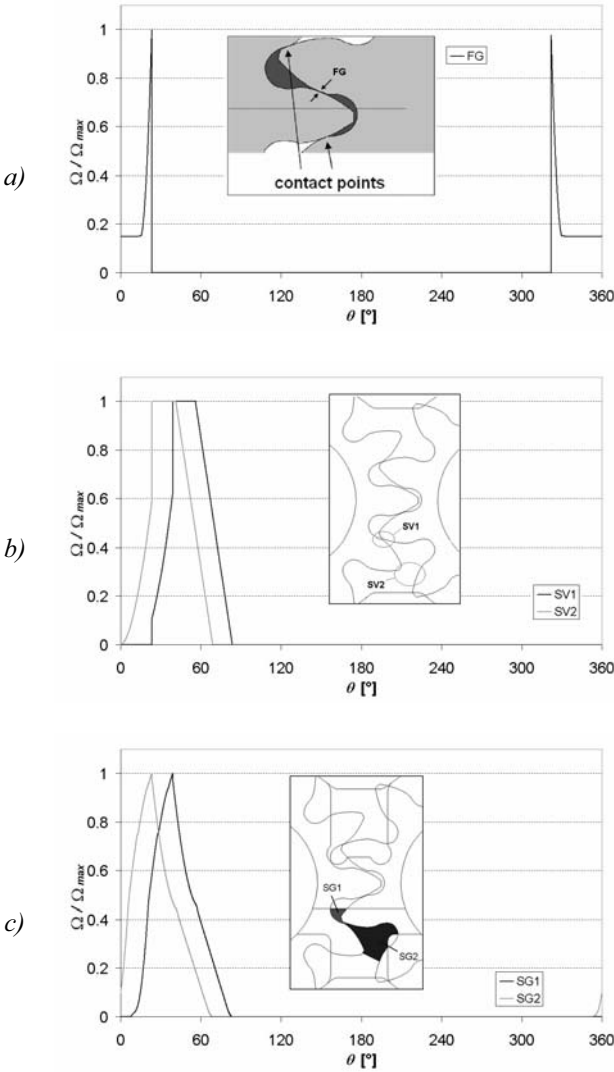 a)
Ω / Ωmax
1
0.8
0.6
0.4
0.2
0
0 60 120 180 240 300 360
θ [°]
FG
contact points
FG
b)
Ω / Ωmax
1
0.8
0.6
0.4
0.2
0
0 60 120 180 240 300 360
θ [°]
SV1
SV2
SV1
SV2
c)
Ω / Ωmax
1
0.8
0.6
0.4
0.2
0
0 60 120 180 240 300 360
θ [°]
SG1
SG2
SG1
SG2